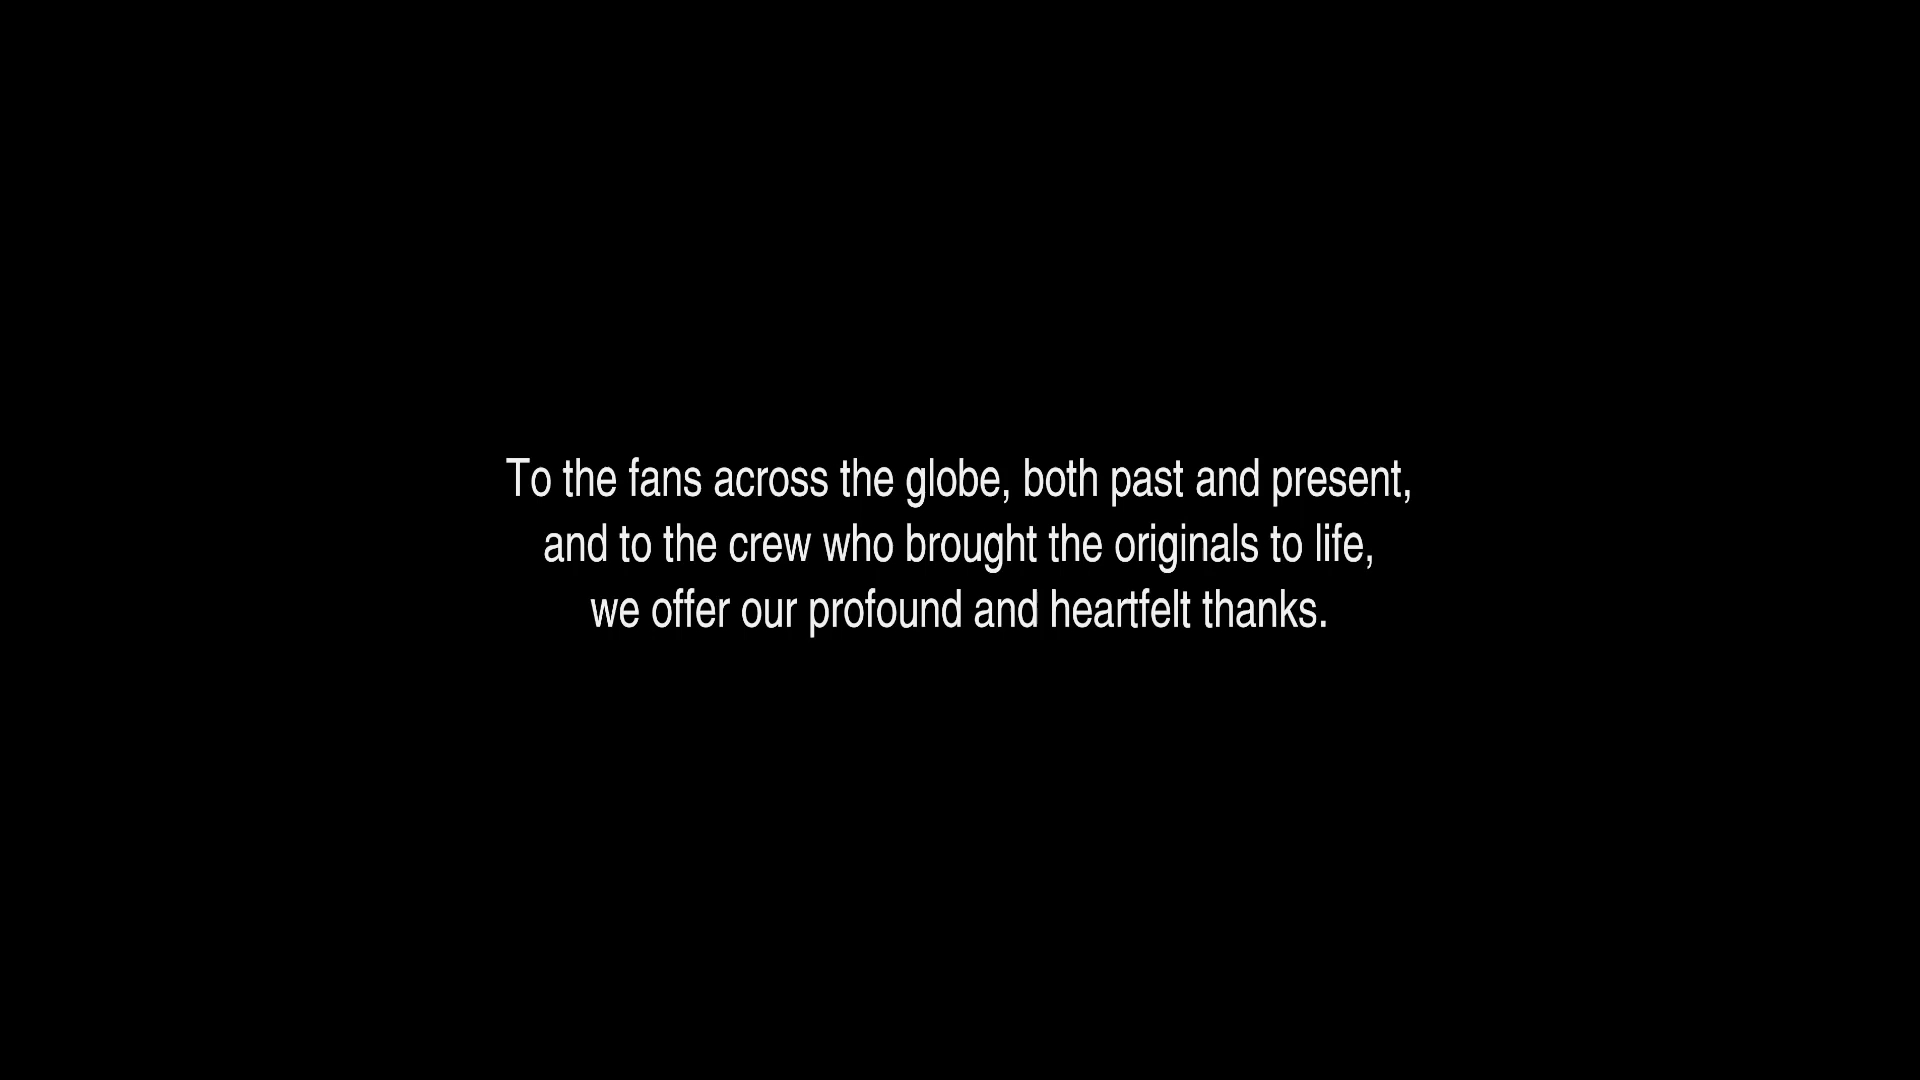 To the fans across the globe, both past and present,
and to the crew who brought the originals to life,
we offer our profound and heartfelt thanks.